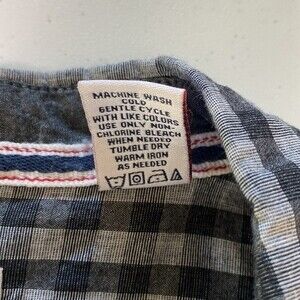 MACHINE WASH
COLD
GENTLE CYCLE
WITH LIKE COLORS
USE ONLY NON-
CHLORINE BLEACH
WHEN NEEDED
TUMBLE DRY
WARM IRON
AS NEEDED